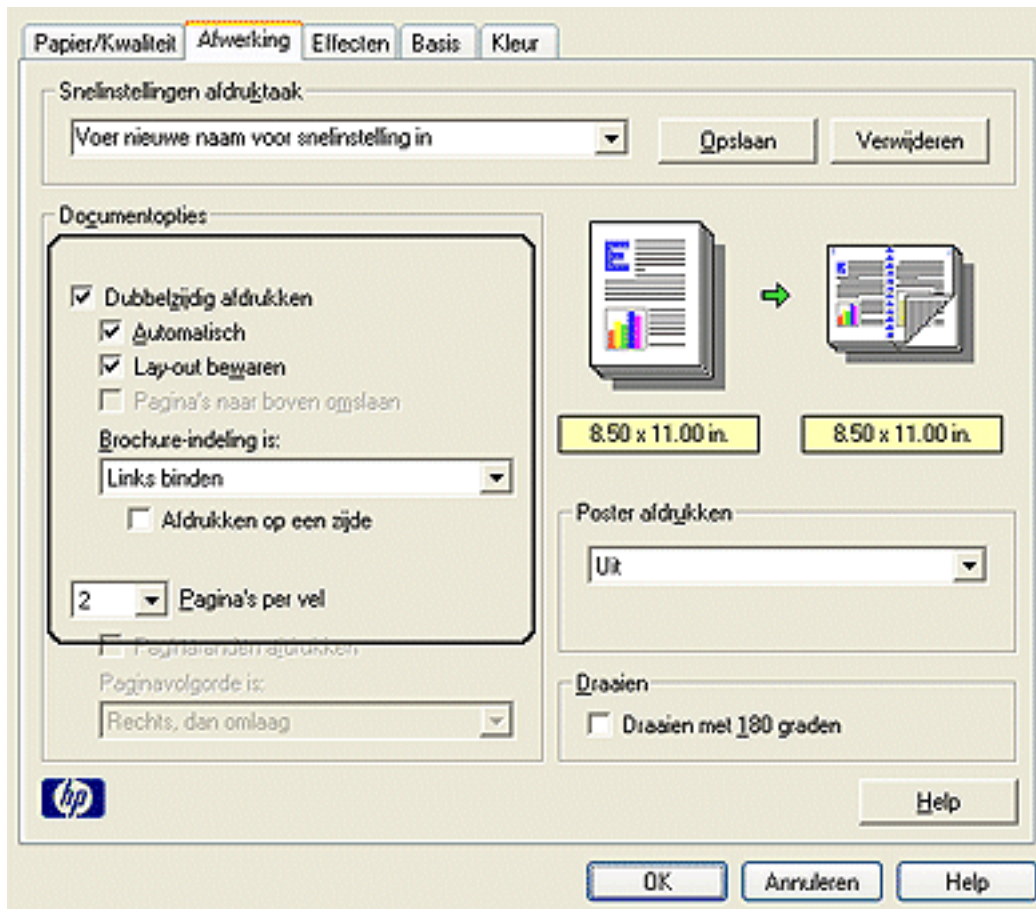 Papier/Kwaliteit Afwerking Effecten Basis Kleur
Snelinstellingen afdruktaak
Voer nieuwe naam voor snelinstelling in
Opslaan
Verwijderen
Documentopties
Dubbelzijdig afdrukken
Automatisch
Lay-out bewaren
Pagina's naar boven omslaan
Brochure-indeling is:
Links binden
Afdrukken op een zijde
2 Pagina's per vel
Paginaranden afdrukken
Paginavolgorde is:
Rechts, dan omlaag
E
8.50 x 11.00 in.
8.50 x 11.00 in.
Poster afdrukken
Uit
Draaien
Draaien met 180 graden
hp
Help
OK
Annuleren
Help